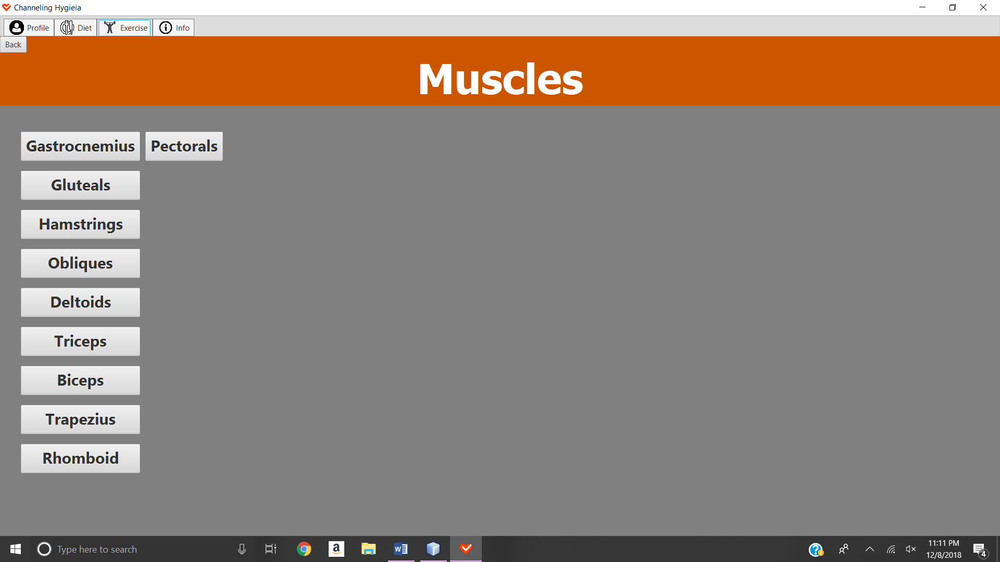 Channeling Hygieia
Profile Diet Exercise Info
Back
Muscles
Gastrocnemius Pectorals
Gluteals
Hamstrings
Obliques
Deltoids
Triceps
Biceps
Trapezius
Rhomboid
Type here to search
11:11 PM
12/8/2018
4